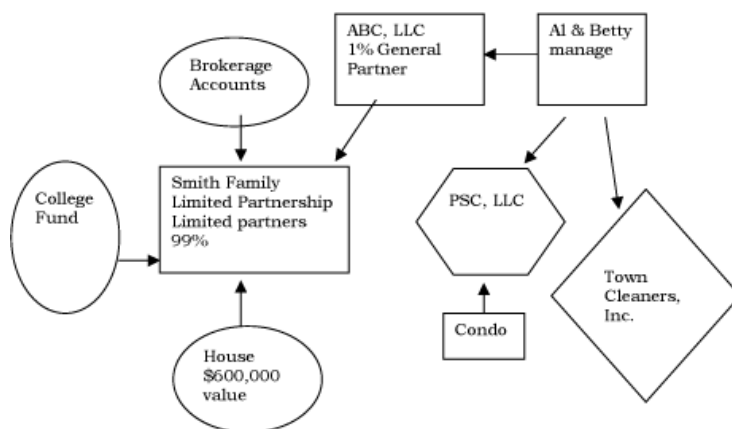 ABC, LLC
1% General
Partner
Al & Betty
manage
Brokerage
Accounts
College
Fund
Smith Family
Limited Partnership
Limited partners
99%
PSC, LLC
Town
Cleaners,
Inc.
Condo
House
$600,000
value